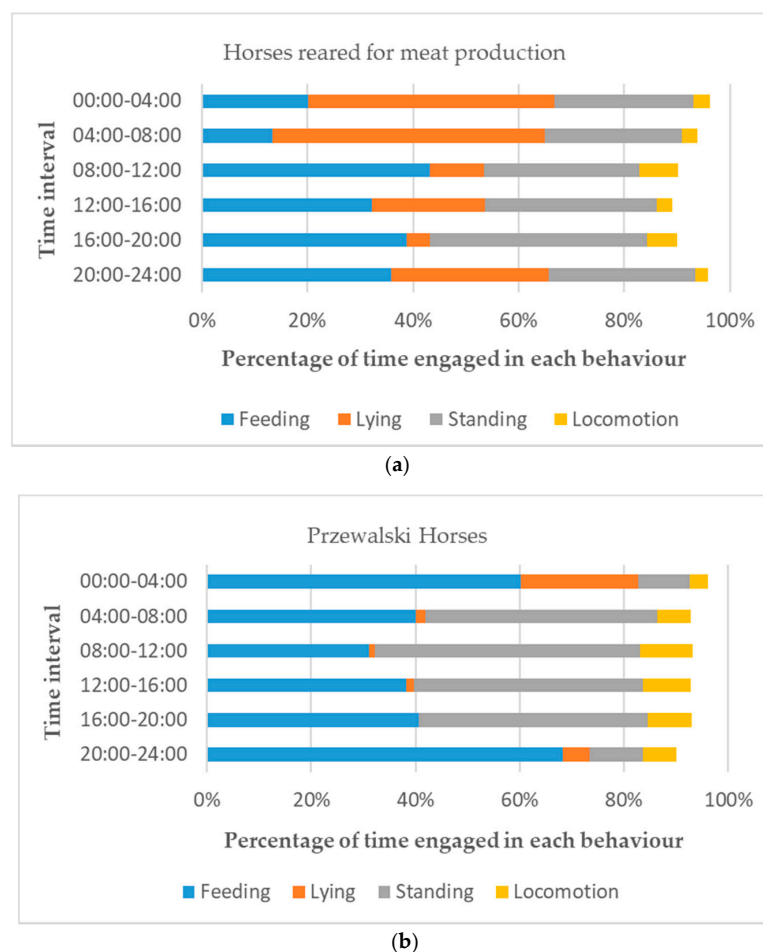 Horses reared for meat production
Time interval
00:00-04:00
04:00-08:00
08:00-12:00
12:00-16:00
16:00-20:00
20:00-24:00
0% 20% 40% 60% 80% 100%
Percentage of time engaged in each behaviour
Feeding Lying Standing Locomotion
(a)
Przewalski Horses
Time interval
00:00-04:00
04:00-08:00
08:00-12:00
12:00-16:00
16:00-20:00
20:00-24:00
0% 20% 40% 60% 80% 100%
Percentage of time engaged in each behaviour
Feeding Lying Standing Locomotion
(b)